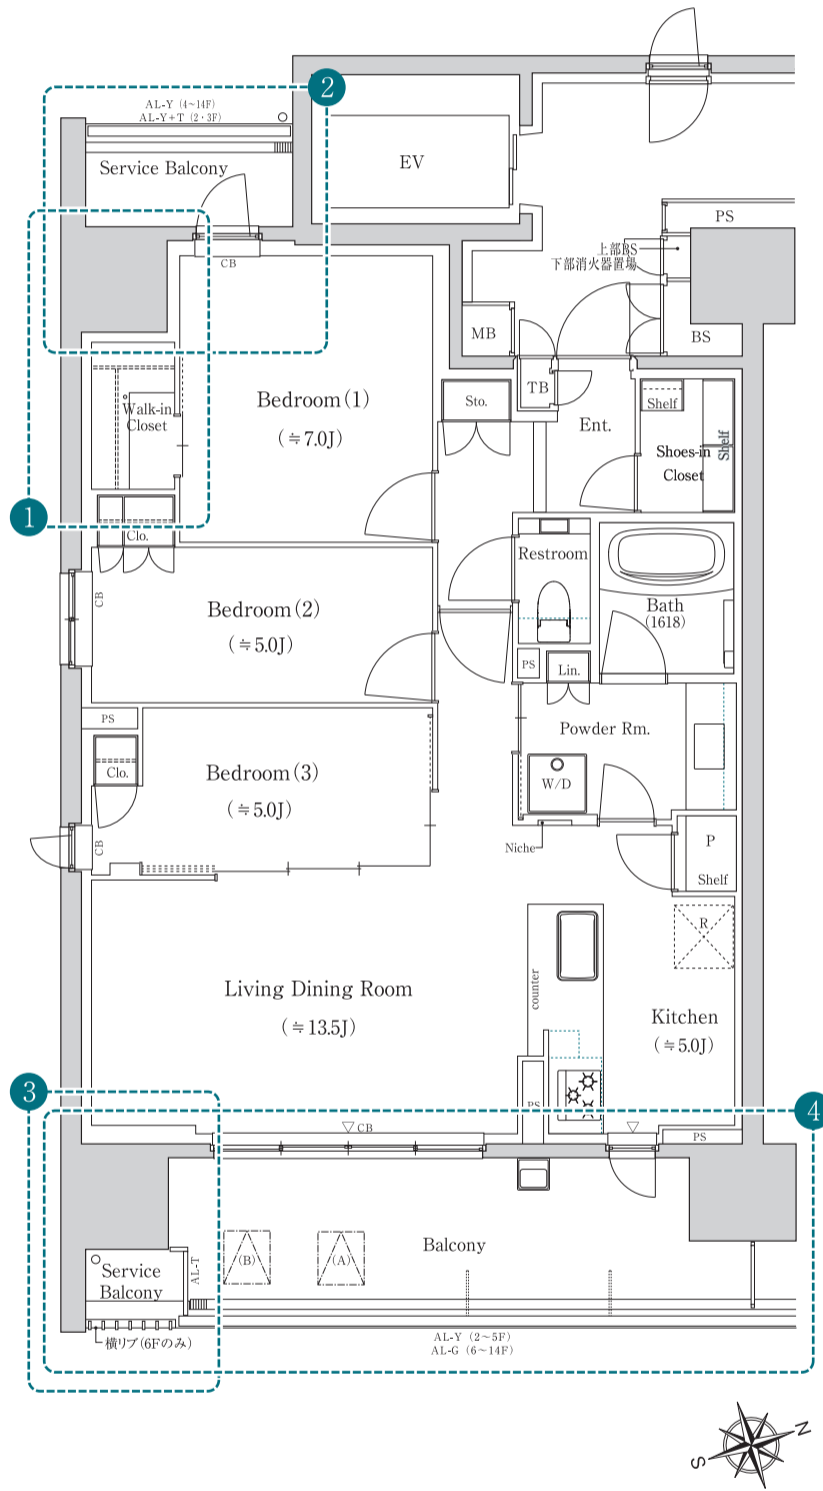 2
AL-Y (4~14F)
AL-Y+T (2・3F)
Service Balcony
EV
PS
上部BS
下部消火器置場
CB
MB
BS
TB
Sto.
Shelf
Ent.
Bedroom(1)
(≒7.0J)
Walk-in
Closet
Shoes-in
Closet
Shelf
1
Clo.
Restroom
Bath
(1618)
CB
Bedroom(2)
(≒5.0J)
PS
Lin.
PS
Powder Rm.
Clo.
Bedroom(3)
(≒5.0J)
W/D
CB
Niche
P
Shelf
R
counter
Living Dining Room
(≒13.5J)
Kitchen
(≒5.0J)
3
PS
4
CB
PS
Balcony
(B)
(A)
AL-T
Service
Balcony
横リブ(6Fのみ)
AL-Y (2~5F)
AL-G (6~14F)
N
S